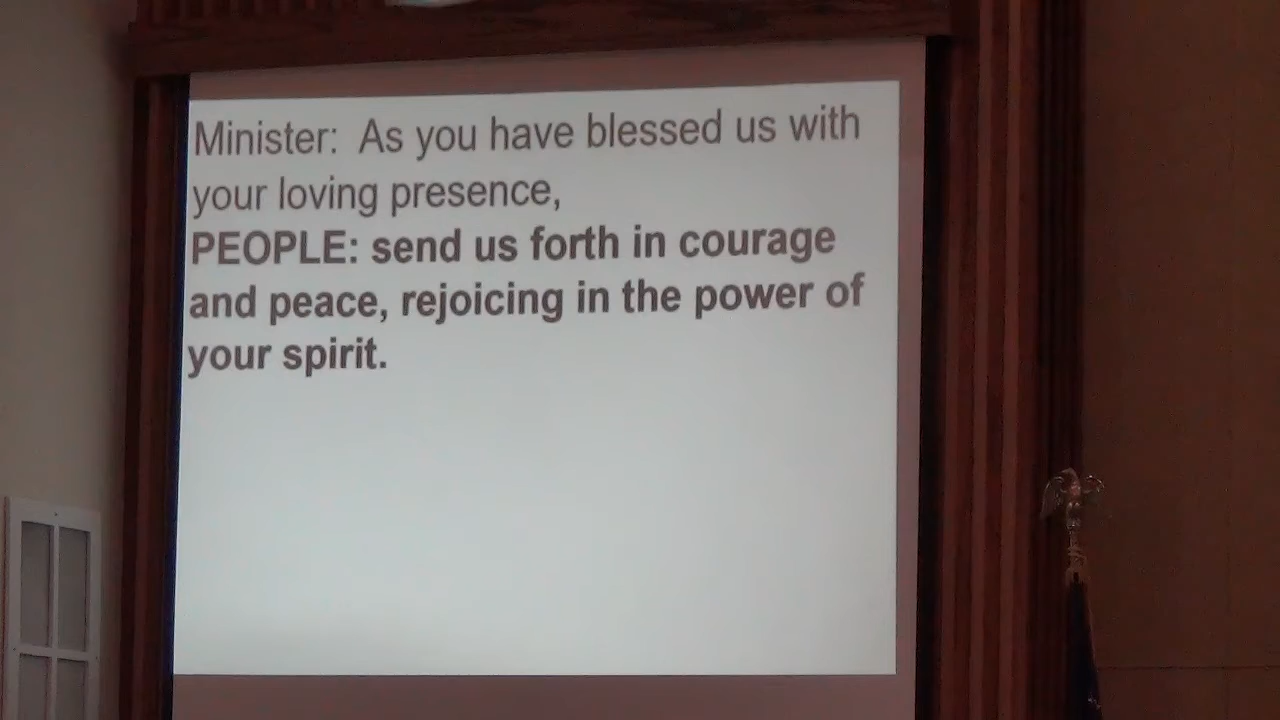 Minister:  As you have blessed us with
your loving presence,
PEOPLE: send us forth in courage
and peace, rejoicing in the power of
your spirit.